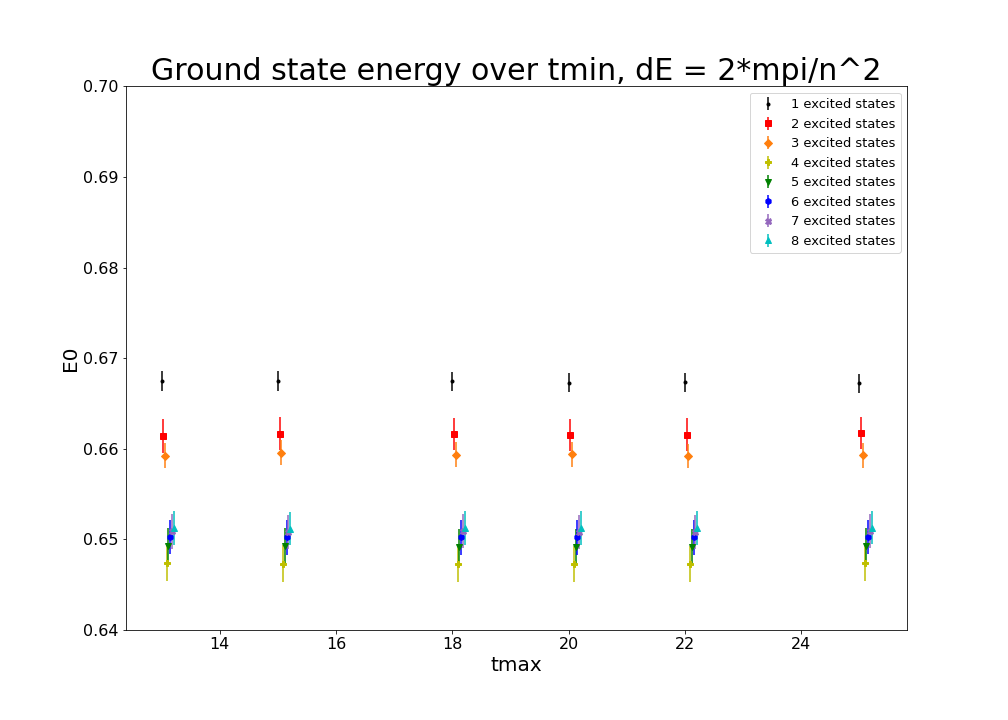 Ground state energy over tmin, dE = 2*mpi/n^2
0.70
0.69
0.68
0.67
0.66
0.65
0.64
E0
1 excited states
2 excited states
3 excited states
4 excited states
5 excited states
6 excited states
7 excited states
8 excited states
14 16 18 20 22 24
tmax